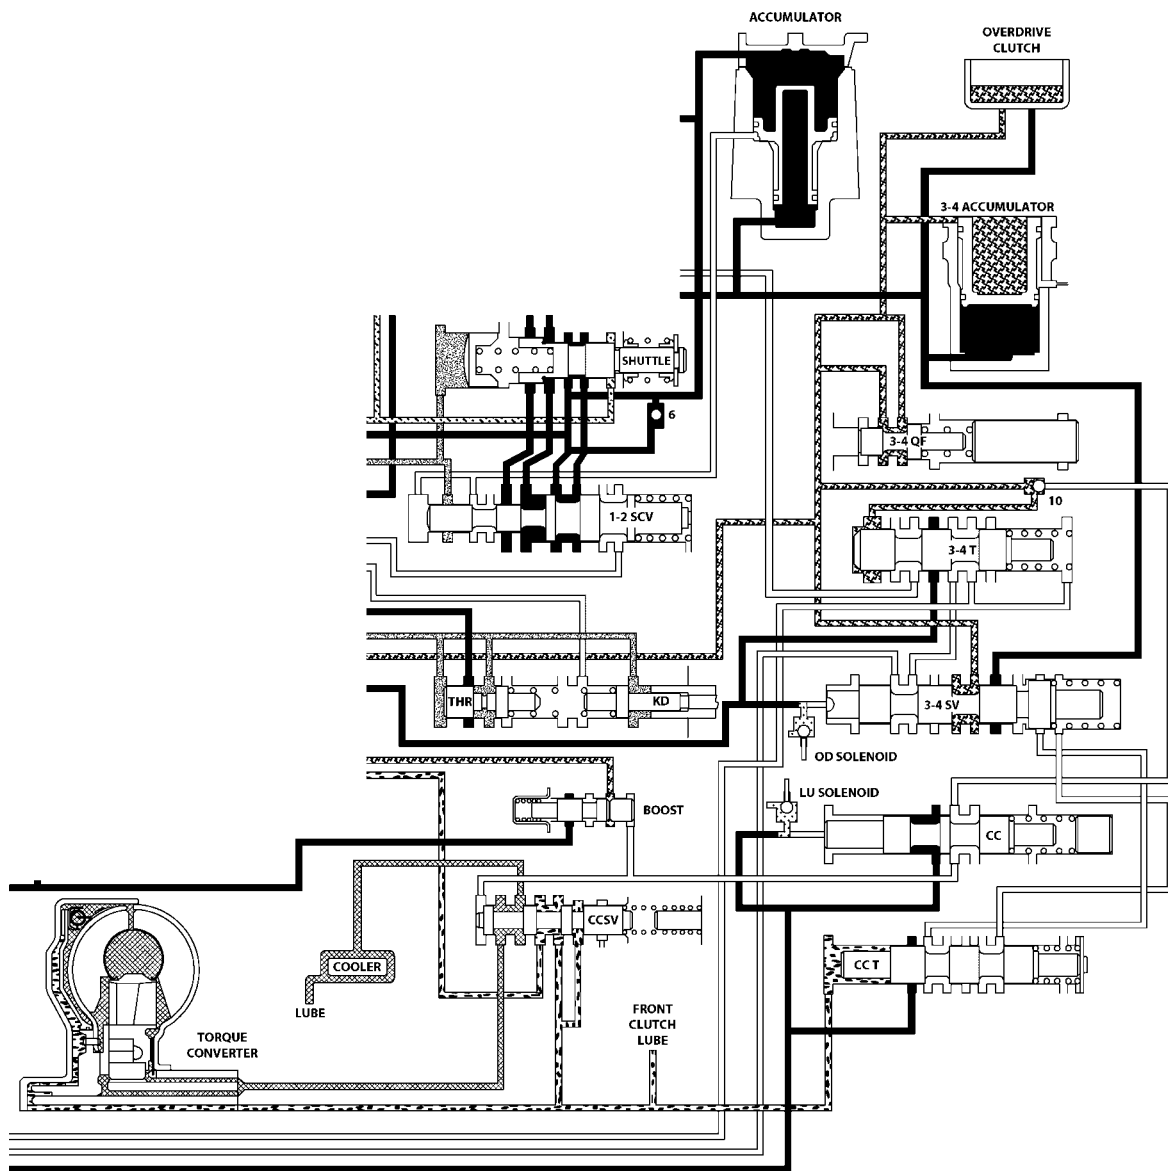 ACCUMULATOR
OVERDRIVE
CLUTCH
3-4 ACCUMULATOR
SHUTTLE
6
3-4 QF
10
1-2 SCV
3-4 T
THR
KD
3-4 SV
OD SOLENOID
LU SOLENOID
BOOST
CC
CCSV
COOLER
CC T
LUBE
FRONT
CLUTCH
LUBE
TORQUE
CONVERTER